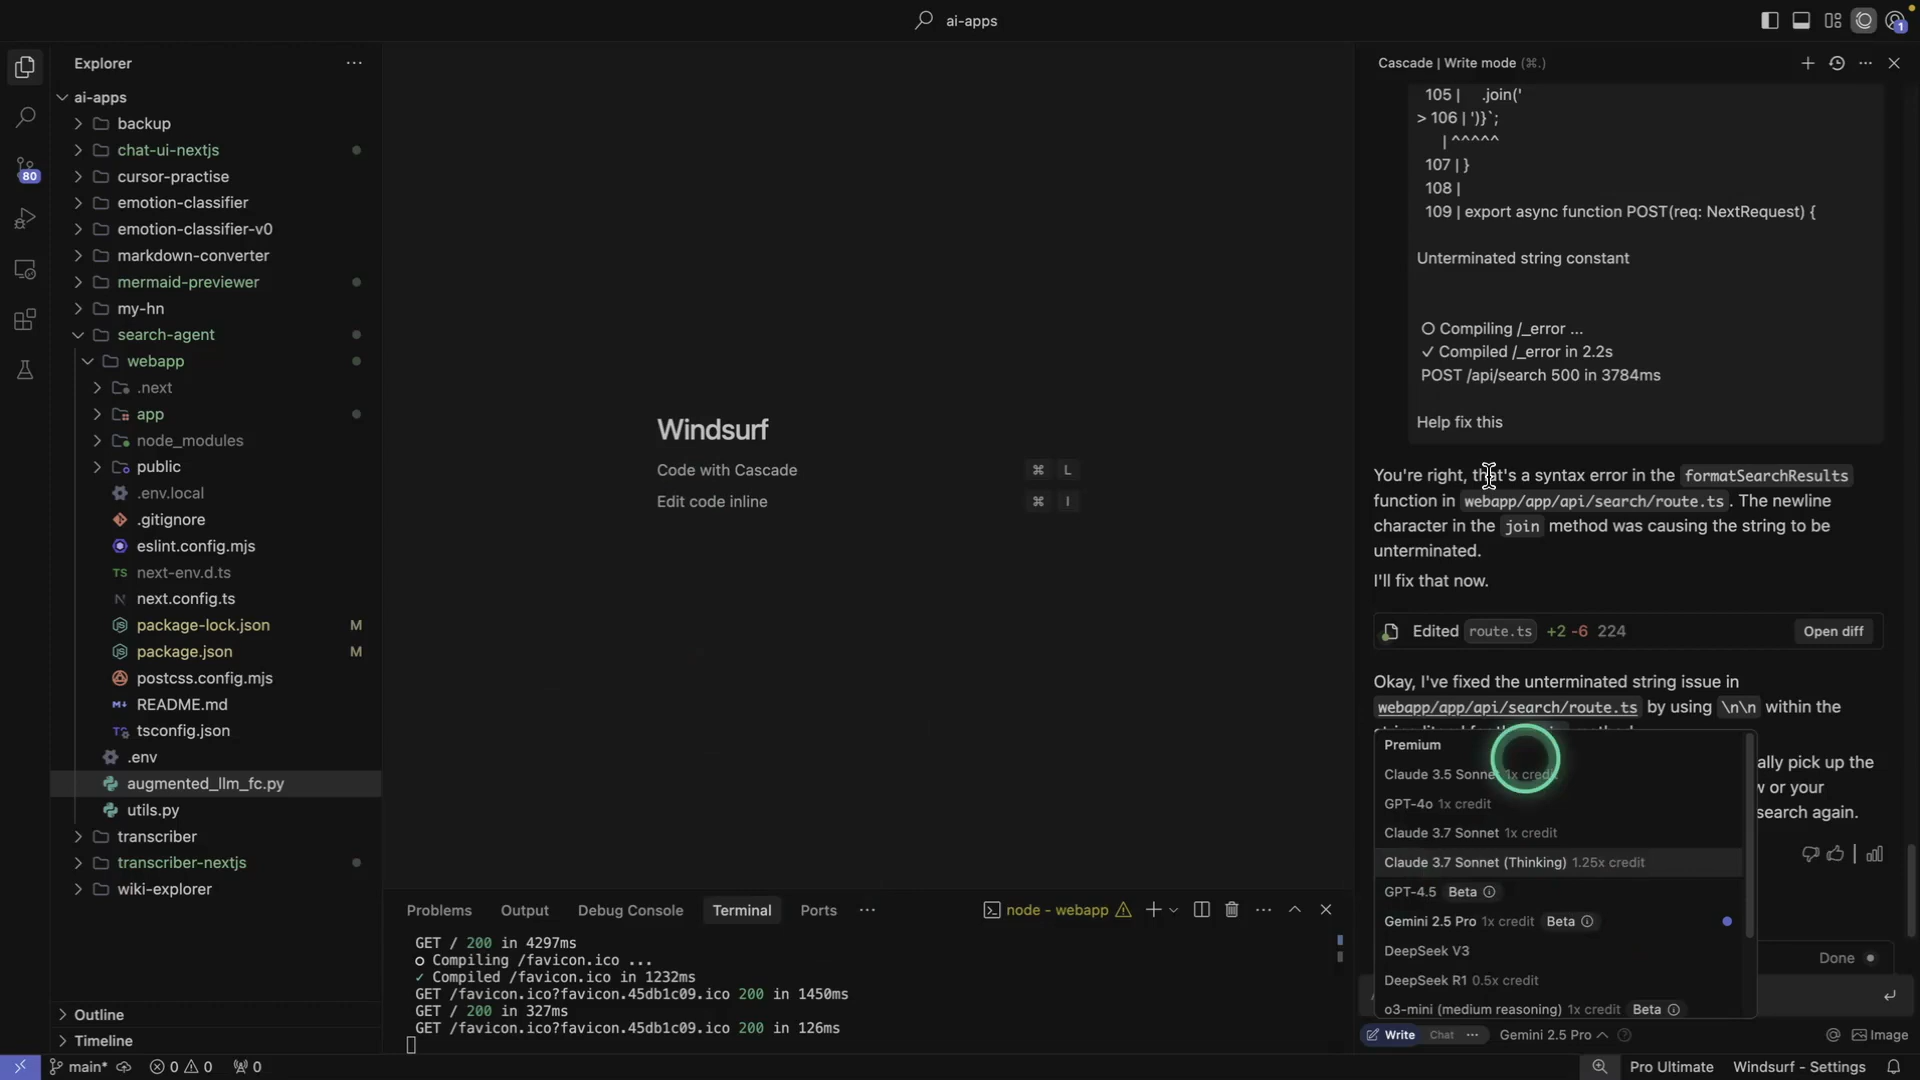 ai-apps
1
Explorer
ai-apps
backup
chat-ui-nextjs
cursor-practise
80
emotion-classifier
emotion-classifier-v0
markdown-converter
mermaid-previewer
my-hn
search-agent
webapp
.next
app
node_modules
public
.env.local
.gitignore
eslint.config.mjs
TS next-env.d.ts
next.config.ts
package-lock.json M
package.json M
postcss.config.mjs
README.md
tsconfig.json
.env
augmented_llm_fc.py
utils.py
transcriber
transcriber-nextjs
wiki-explorer
Outline
Timeline
Windsurf
Code with Cascade ⌘ L
Edit code inline ⌘ I
Problems Output Debug Console Terminal Ports
node - webapp
GET / 200 in 4297ms
○ Compiling /favicon.ico ...
✓ Compiled /favicon.ico in 1232ms
GET /favicon.ico?favicon.45db1c09.ico 200 in 1450ms
GET / 200 in 327ms
GET /favicon.ico?favicon.45db1c09.ico 200 in 126ms
Cascade | Write mode (⌘.)
105 | .join('
> 106 | ')}`;
| ^^^^^
107 | }
108 |
109 | export async function POST(req: NextRequest) {
Unterminated string constant
○ Compiling /_error ...
✓ Compiled /_error in 2.2s
POST /api/search 500 in 3784ms
Help fix this
You're right, that's a syntax error in the formatSearchResults
function in webapp/app/api/search/route.ts. The newline
character in the join method was causing the string to be
unterminated.
I'll fix that now.
Edited route.ts +2 -6 224 Open diff
Okay, I've fixed the unterminated string issue in
webapp/app/api/search/route.ts by using \n\n within the
ally pick up the
or your
search again.
Premium
Claude 3.5 Sonnet 1x credit
GPT-4o 1x credit
Claude 3.7 Sonnet 1x credit
Claude 3.7 Sonnet (Thinking) 1.25x credit
GPT-4.5 Beta
Gemini 2.5 Pro 1x credit Beta
DeepSeek V3
DeepSeek R1 0.5x credit
o3-mini (medium reasoning) 1x credit Beta
Done
Write Chat Gemini 2.5 Pro Image
main* 0 0 0
Pro Ultimate Windsurf - Settings